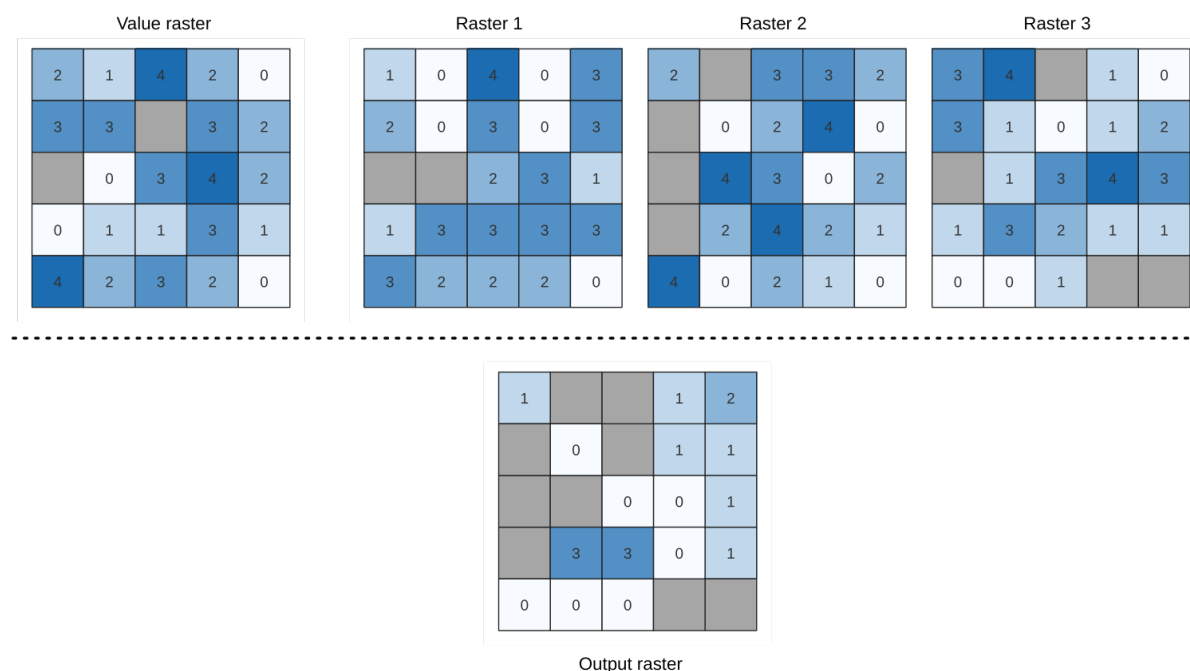 Value raster Raster 1 Raster 2 Raster 3
2 1 4 2 0 1 0 4 0 3 2 3 3 2 3 4 1 0
3 3 3 2 2 0 3 0 3 0 2 4 0 3 1 0 1 2
0 3 4 2 2 3 1 4 3 0 2 1 3 4 3
0 1 1 3 1 1 3 3 3 3 2 4 2 1 1 3 2 1 1
4 2 3 2 0 3 2 2 2 0 4 0 2 1 0 0 0 1
1 1 2
0 1 1
0 0 1
3 3 0 1
0 0 0
Output raster